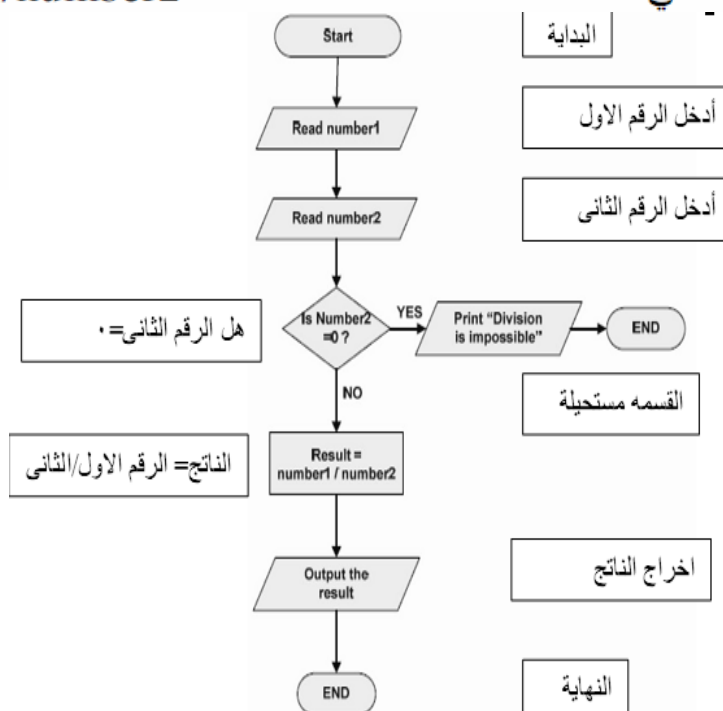 Start
البداية
Read number1
أدخل الرقم الاول
Read number2
أدخل الرقم الثانى
هل الرقم الثانى=٠
Is Number2
=0 ?
YES
Print “Division
is impossible”
END
NO
القسمه مستحيلة
الناتج= الرقم الاول/الثانى
Result =
number1 / number2
Output the
result
اخراج الناتج
END
النهاية